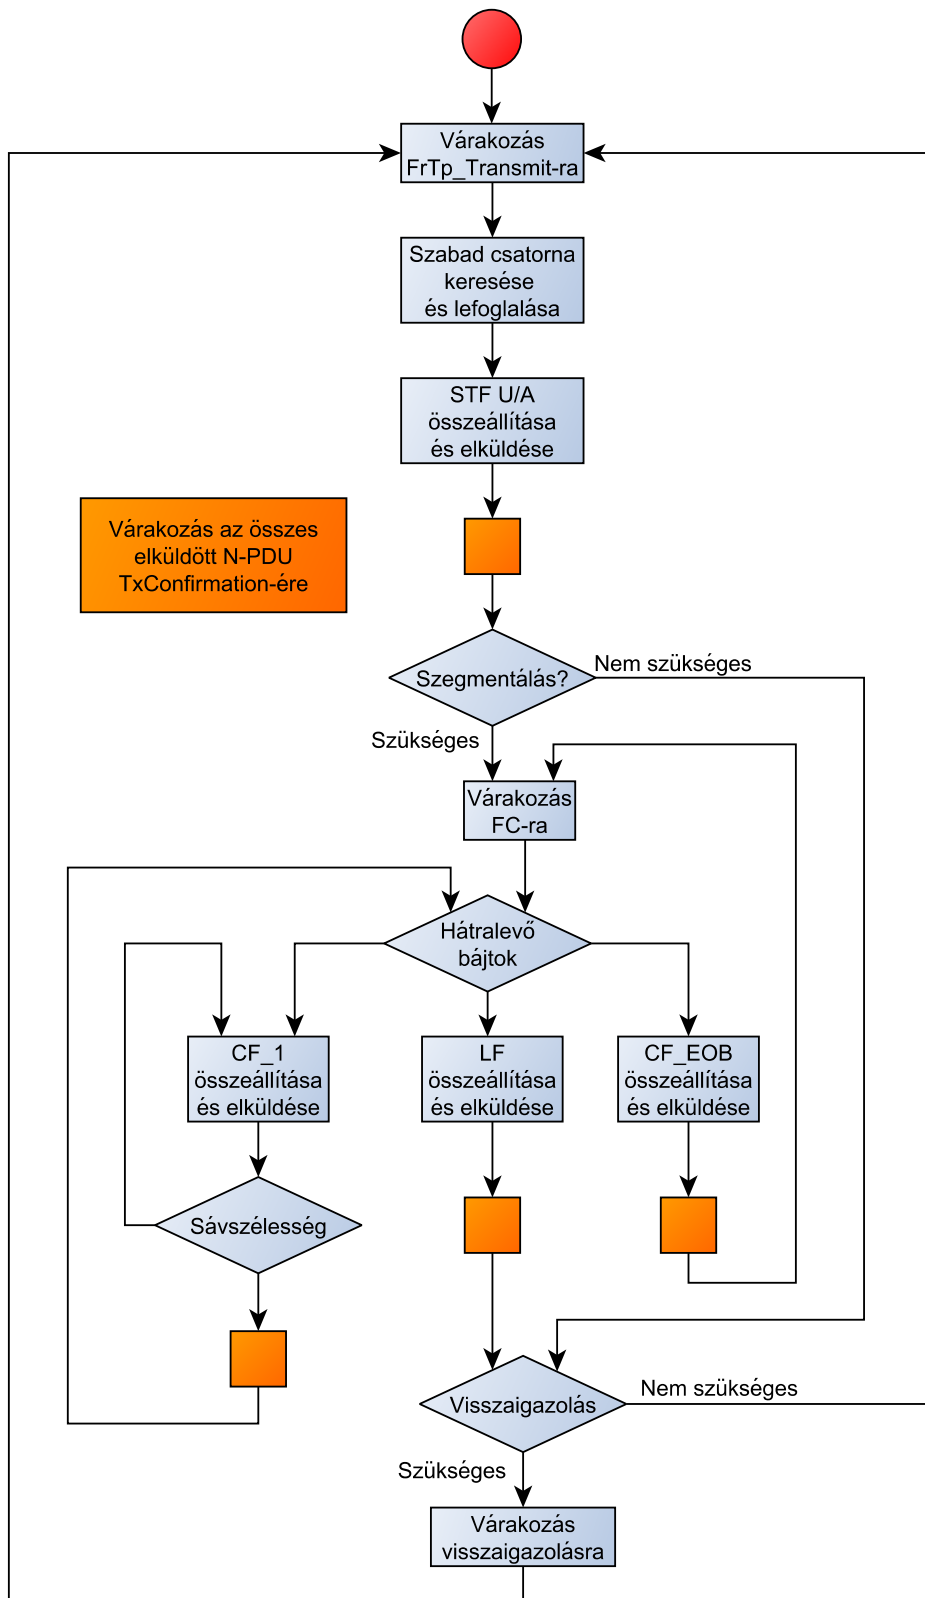 Várakozás
FrTp_Transmit-ra
Szabad csatorna
keresése
és lefoglalása
STF U/A
összeállítása
és elküldése
Várakozás az összes
elküldött N-PDU
TxConfirmation-ére
Szegmentálás?
Nem szükséges
Szükséges
Várakozás
FC-ra
Hátralevő
bájtok
CF_1
összeállítása
és elküldése
LF
összeállítása
és elküldése
CF_EOB
összeállítása
és elküldése
Sávszélesség
Visszaigazolás
Nem szükséges
Szükséges
Várakozás
visszaigazolásra